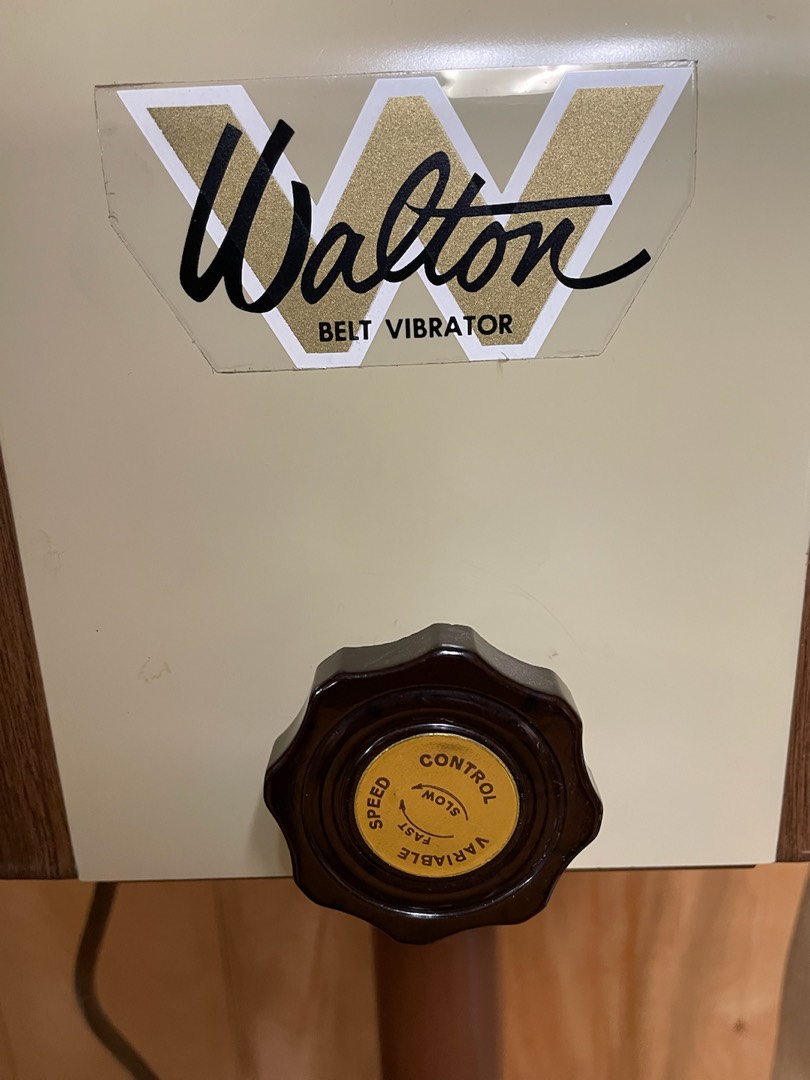 Walton
BELT VIBRATOR
VARIABLE SPEED CONTROL
SLOW
FAST